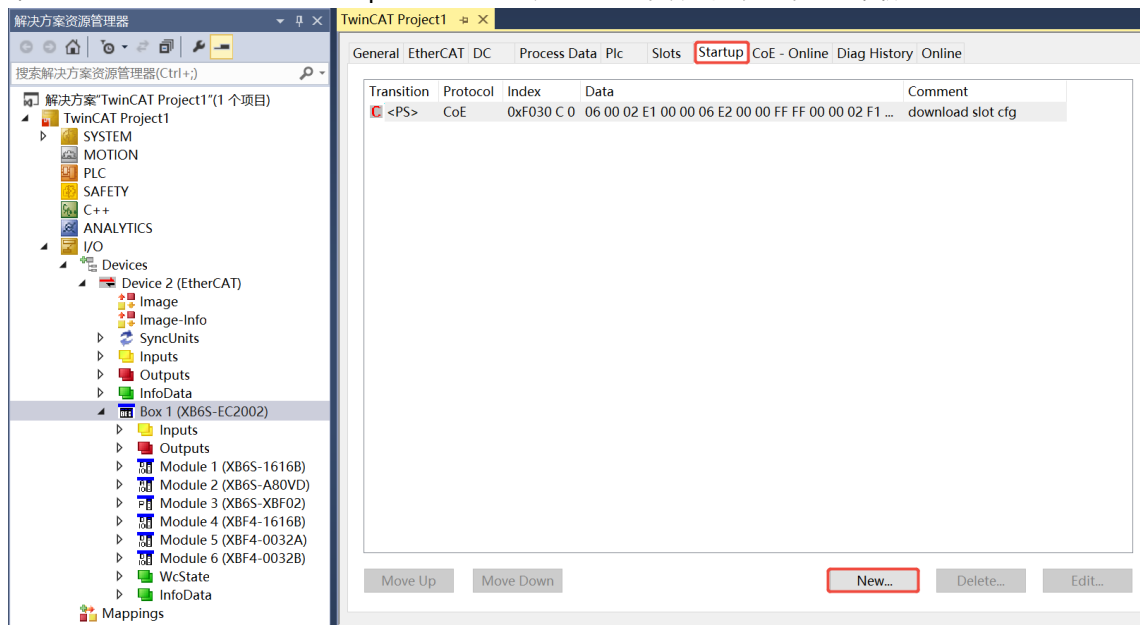 解决方案资源管理器
搜索解决方案资源管理器(Ctrl+;)
解决方案"TwinCAT Project1"(1 个项目)
TwinCAT Project1
SYSTEM
MOTION
PLC
SAFETY
C++
ANALYTICS
I/O
Devices
Device 2 (EtherCAT)
Image
Image-Info
SyncUnits
Inputs
Outputs
InfoData
Box 1 (XB6S-EC2002)
Inputs
Outputs
Module 1 (XB6S-1616B)
Module 2 (XB6S-A80VD)
Module 3 (XB6S-XBF02)
Module 4 (XBF4-1616B)
Module 5 (XBF4-0032A)
Module 6 (XBF4-0032B)
WcState
InfoData
Mappings
TwinCAT Project1
General EtherCAT DC Process Data Plc Slots Startup CoE - Online Diag History Online
Transition Protocol Index Data Comment
C <PS> CoE 0xF030 C 0 06 00 02 E1 00 00 06 E2 00 00 FF FF 00 00 02 F1 ... download slot cfg
Move Up Move Down New... Delete... Edit...